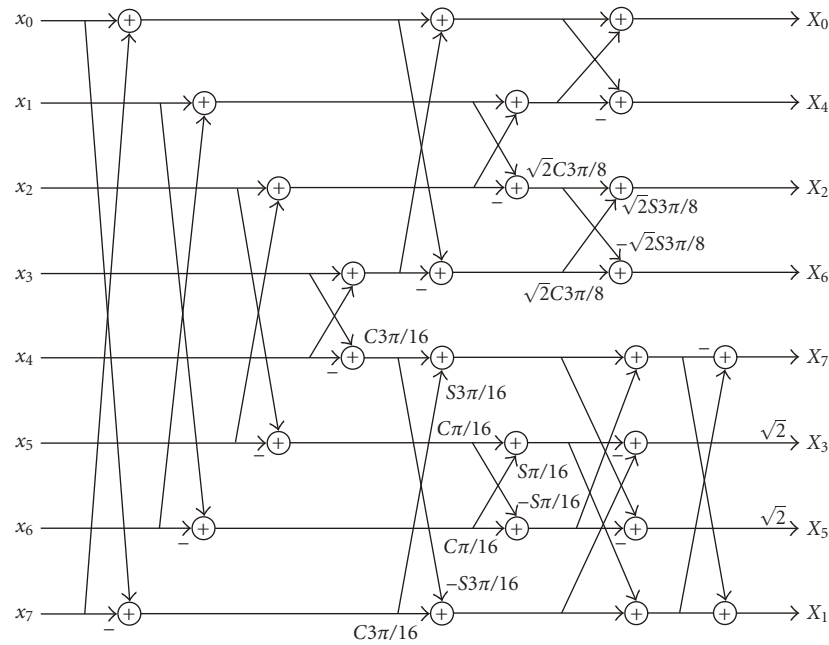 x₀ + + + X₀
x₁ + + + − X₄
√2C3π/8
x₂ + + − + X₂
√2S3π/8
−√2S3π/8
x₃ + + − + X₆
√2C3π/8
C3π/16
x₄ + − + + − + X₇
S3π/16
Cπ/16 √2
x₅ + − + + − X₃
Sπ/16
−Sπ/16 √2
x₆ + − + + − X₅
Cπ/16
−S3π/16
x₇ + − + + + X₁
C3π/16